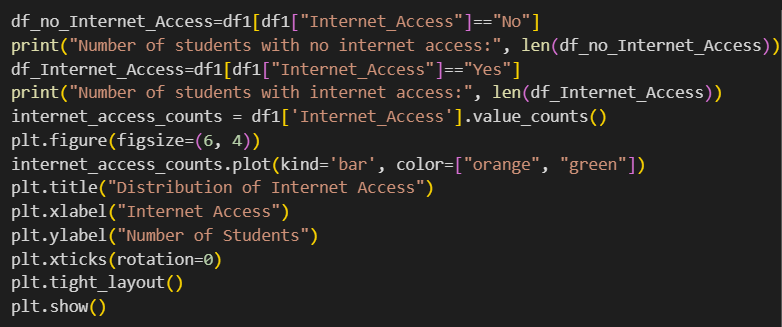 df_no_Internet_Access=df1[df1["Internet_Access"]=="No"]
print("Number of students with no internet access:", len(df_no_Internet_Access))
df_Internet_Access=df1[df1["Internet_Access"]=="Yes"]
print("Number of students with internet access:", len(df_Internet_Access))
internet_access_counts = df1['Internet_Access'].value_counts()
plt.figure(figsize=(6, 4))
internet_access_counts.plot(kind='bar', color=["orange", "green"])
plt.title("Distribution of Internet Access")
plt.xlabel("Internet Access")
plt.ylabel("Number of Students")
plt.xticks(rotation=0)
plt.tight_layout()
plt.show()